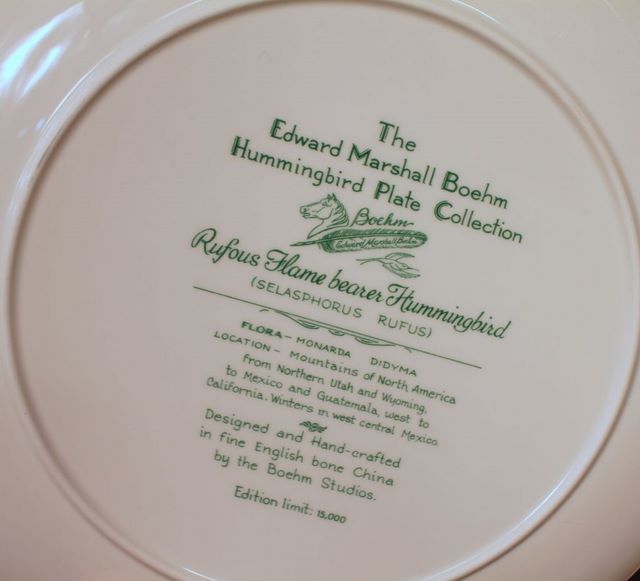 The
Edward Marshall Boehm
Hummingbird Plate Collection
Boehm
Edward Marshall Boehm
Rufous Flame bearer Hummingbird
(SELASPHORUS RUFUS)
FLORA - MONARDA DIDYMA
LOCATION - Mountains of North America
from Northern Utah and Wyoming,
to Mexico and Guatemala, west to
California. Winters in west central Mexico.
Designed and Hand-crafted
in fine English bone China
by the Boehm Studios.
Edition limit: 15,000